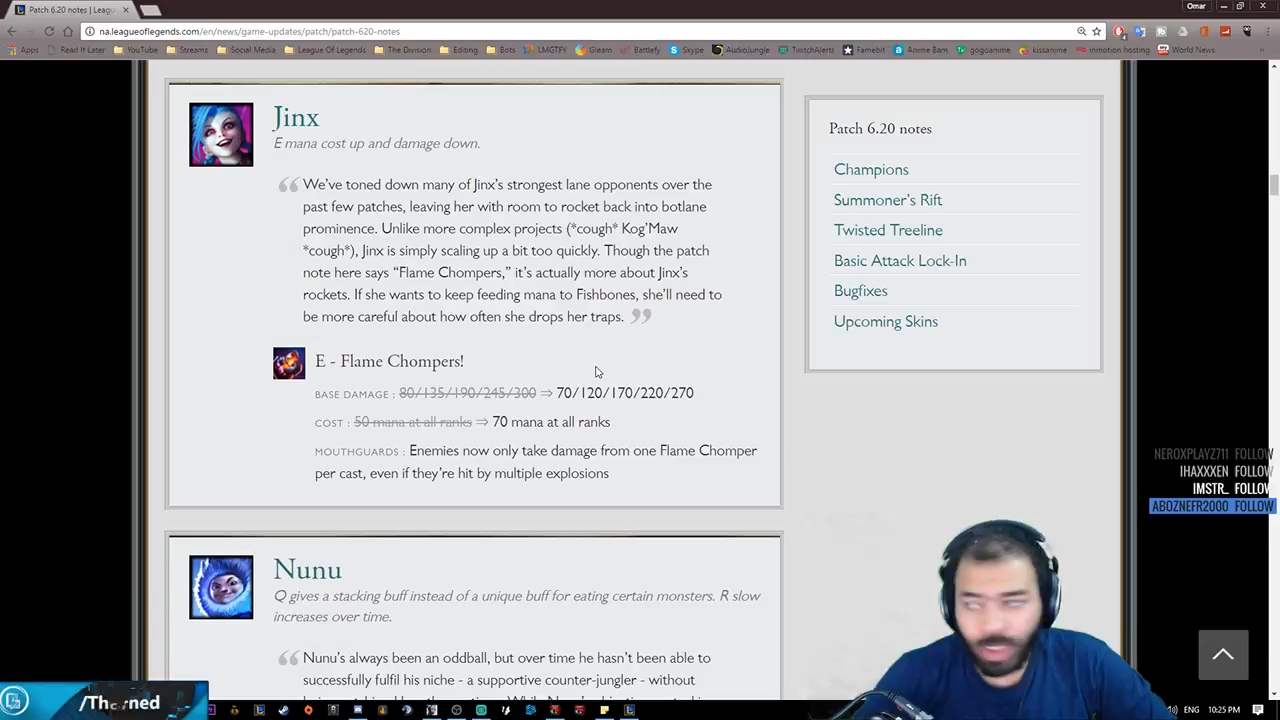 Patch 6.20 notes | Leagu
Omar
na.leagueoflegends.com/en/news/game-updates/patch/patch-620-notes
Apps Read It Later YouTube Streams Social Media League Of Legends The Division Editing Bots LMGTFY Gleam Battlefy Skype AudioJungle TwitchAlerts Famebit Anime Bam gogoanime kissanime inmotion hosting World News
Jinx
E mana cost up and damage down.
We've toned down many of Jinx's strongest lane opponents over the
past few patches, leaving her with room to rocket back into botlane
prominence. Unlike more complex projects (*cough* Kog'Maw
*cough*), Jinx is simply scaling up a bit too quickly. Though the patch
note here says "Flame Chompers," it's actually more about Jinx's
rockets. If she wants to keep feeding mana to Fishbones, she'll need to
be more careful about how often she drops her traps.
E - Flame Chompers!
BASE DAMAGE : 80/135/190/245/300 ⇒ 70/120/170/220/270
COST : 50 mana at all ranks ⇒ 70 mana at all ranks
MOUTHGUARDS : Enemies now only take damage from one Flame Chomper
per cast, even if they're hit by multiple explosions
Nunu
Q gives a stacking buff instead of a unique buff for eating certain monsters. R slow
increases over time.
Nunu's always been an oddball, but over time he hasn't been able to
successfully fulfil his niche - a supportive counter-jungler - without
Patch 6.20 notes
Champions
Summoner's Rift
Twisted Treeline
Basic Attack Lock-In
Bugfixes
Upcoming Skins
NEROXPLAYZ711 FOLLOW
IHAXXXEN FOLLOW
IMSTR_ FOLLOW
ABOZNEFR2000 FOLLOW
ENG 10:25 PM